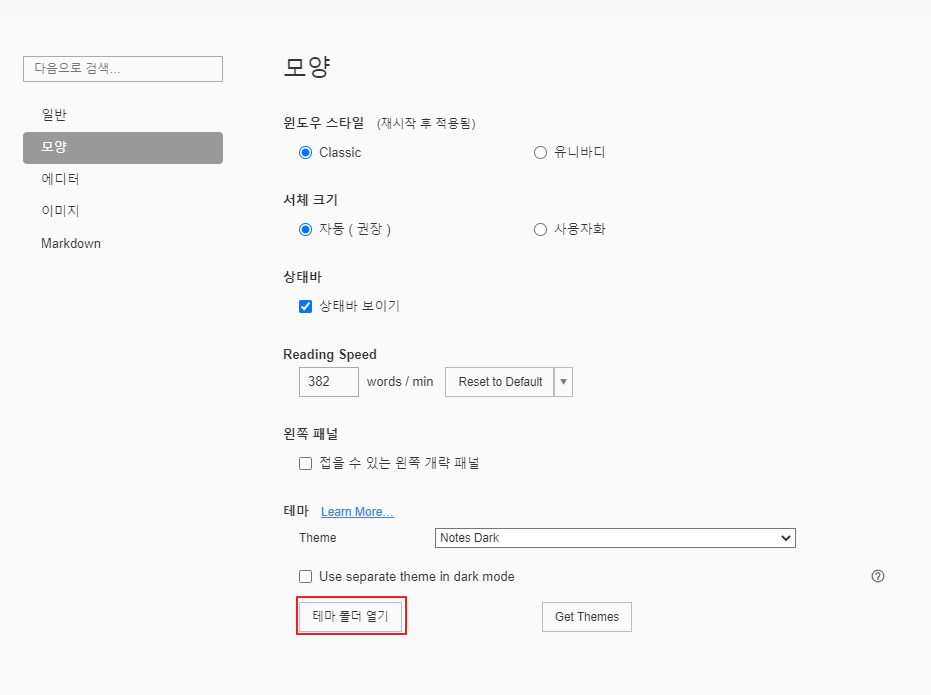 다음으로 검색...
일반
모양
에디터
이미지
Markdown
모양
윈도우 스타일 (재시작 후 적용됨)
Classic 유니바디
서체 크기
자동 ( 권장 ) 사용자화
상태바
상태바 보이기
Reading Speed
382 words / min Reset to Default
왼쪽 패널
접을 수 있는 왼쪽 개략 패널
테마 Learn More...
Theme Notes Dark
Use separate theme in dark mode
테마 폴더 열기 Get Themes